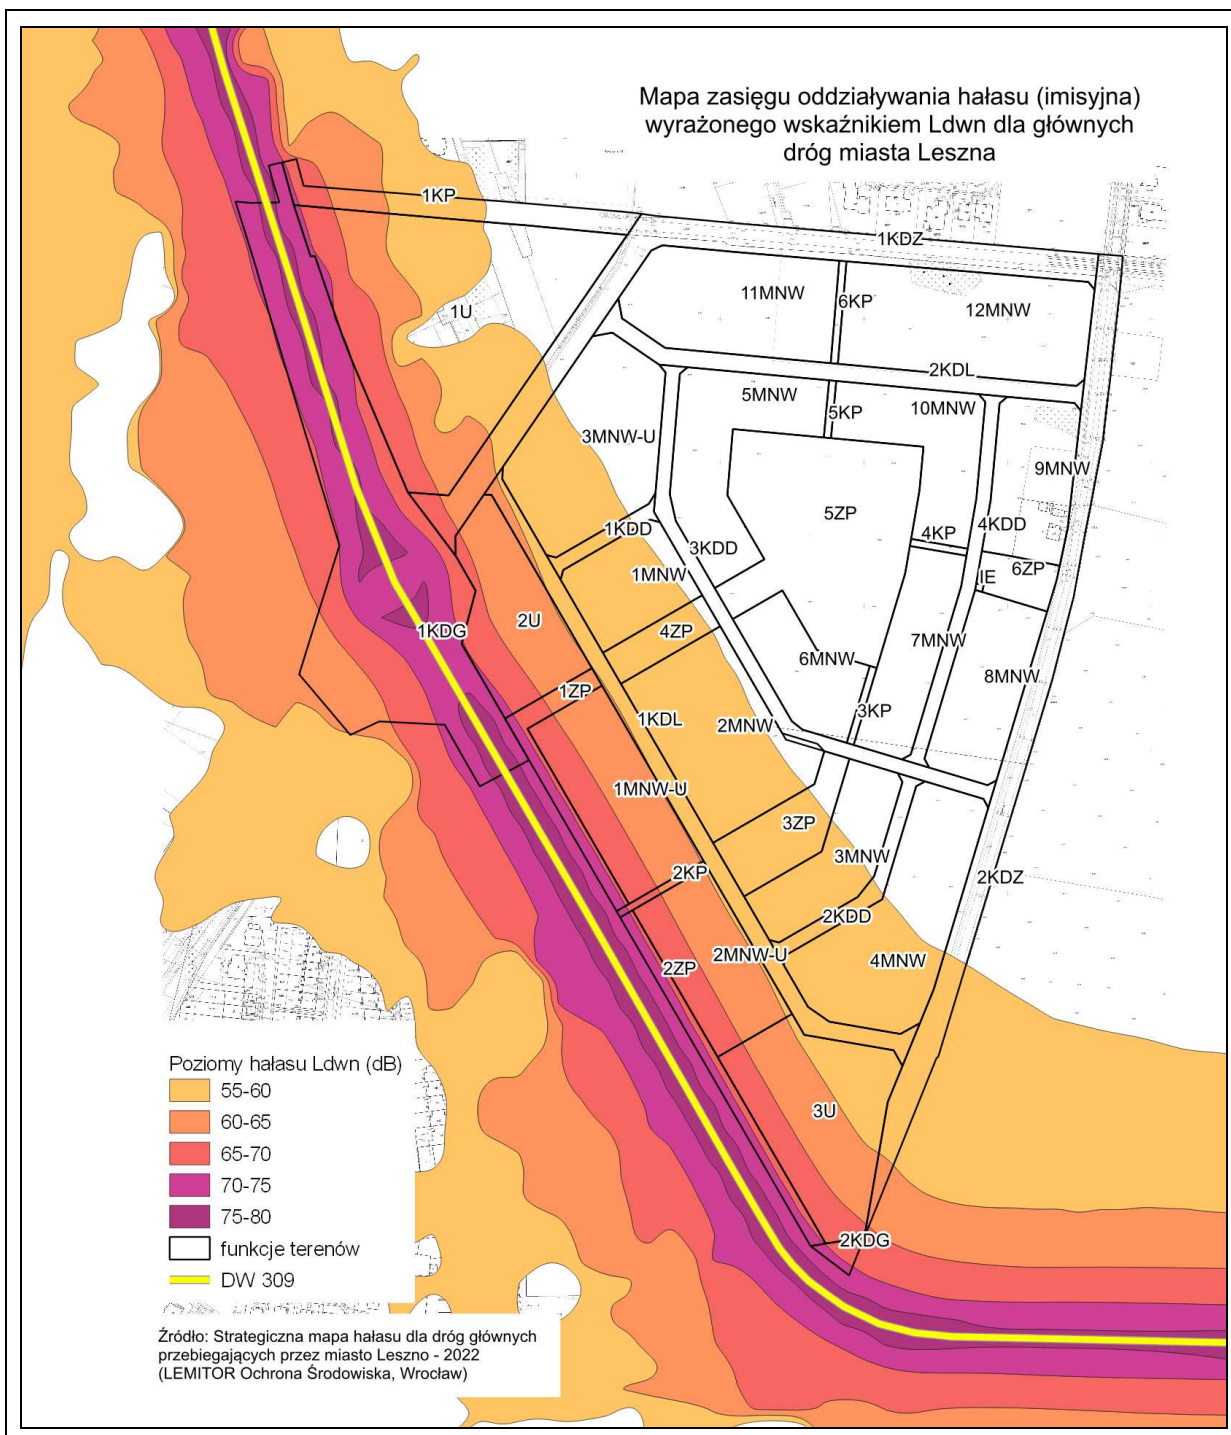 Mapa zasięgu oddziaływania hałasu (imisyjna)
wyrażonego wskaźnikiem Ldwn dla głównych
dróg miasta Leszna
1KP
1KDZ
11MNW
6KP
12MNW
1U
2KDL
5MNW
5KP
10MNW
3MNW-U
9MNW
5ZP
1KDD
3KDD
4KP
4KDD
1MNW
IE
6ZP
2U
4ZP
1KDG
7MNW
6MNW
8MNW
1ZP
1KDL
2MNW
3KP
1MNW-U
3ZP
3MNW
2KP
2KDZ
2KDD
2MNW-U
4MNW
2ZP
3U
2KDG
Poziomy hałasu Ldwn (dB)
55-60
60-65
65-70
70-75
75-80
funkcje terenów
DW 309
Źródło: Strategiczna mapa hałasu dla dróg głównych
przebiegających przez miasto Leszno - 2022
(LEMITOR Ochrona Środowiska, Wrocław)